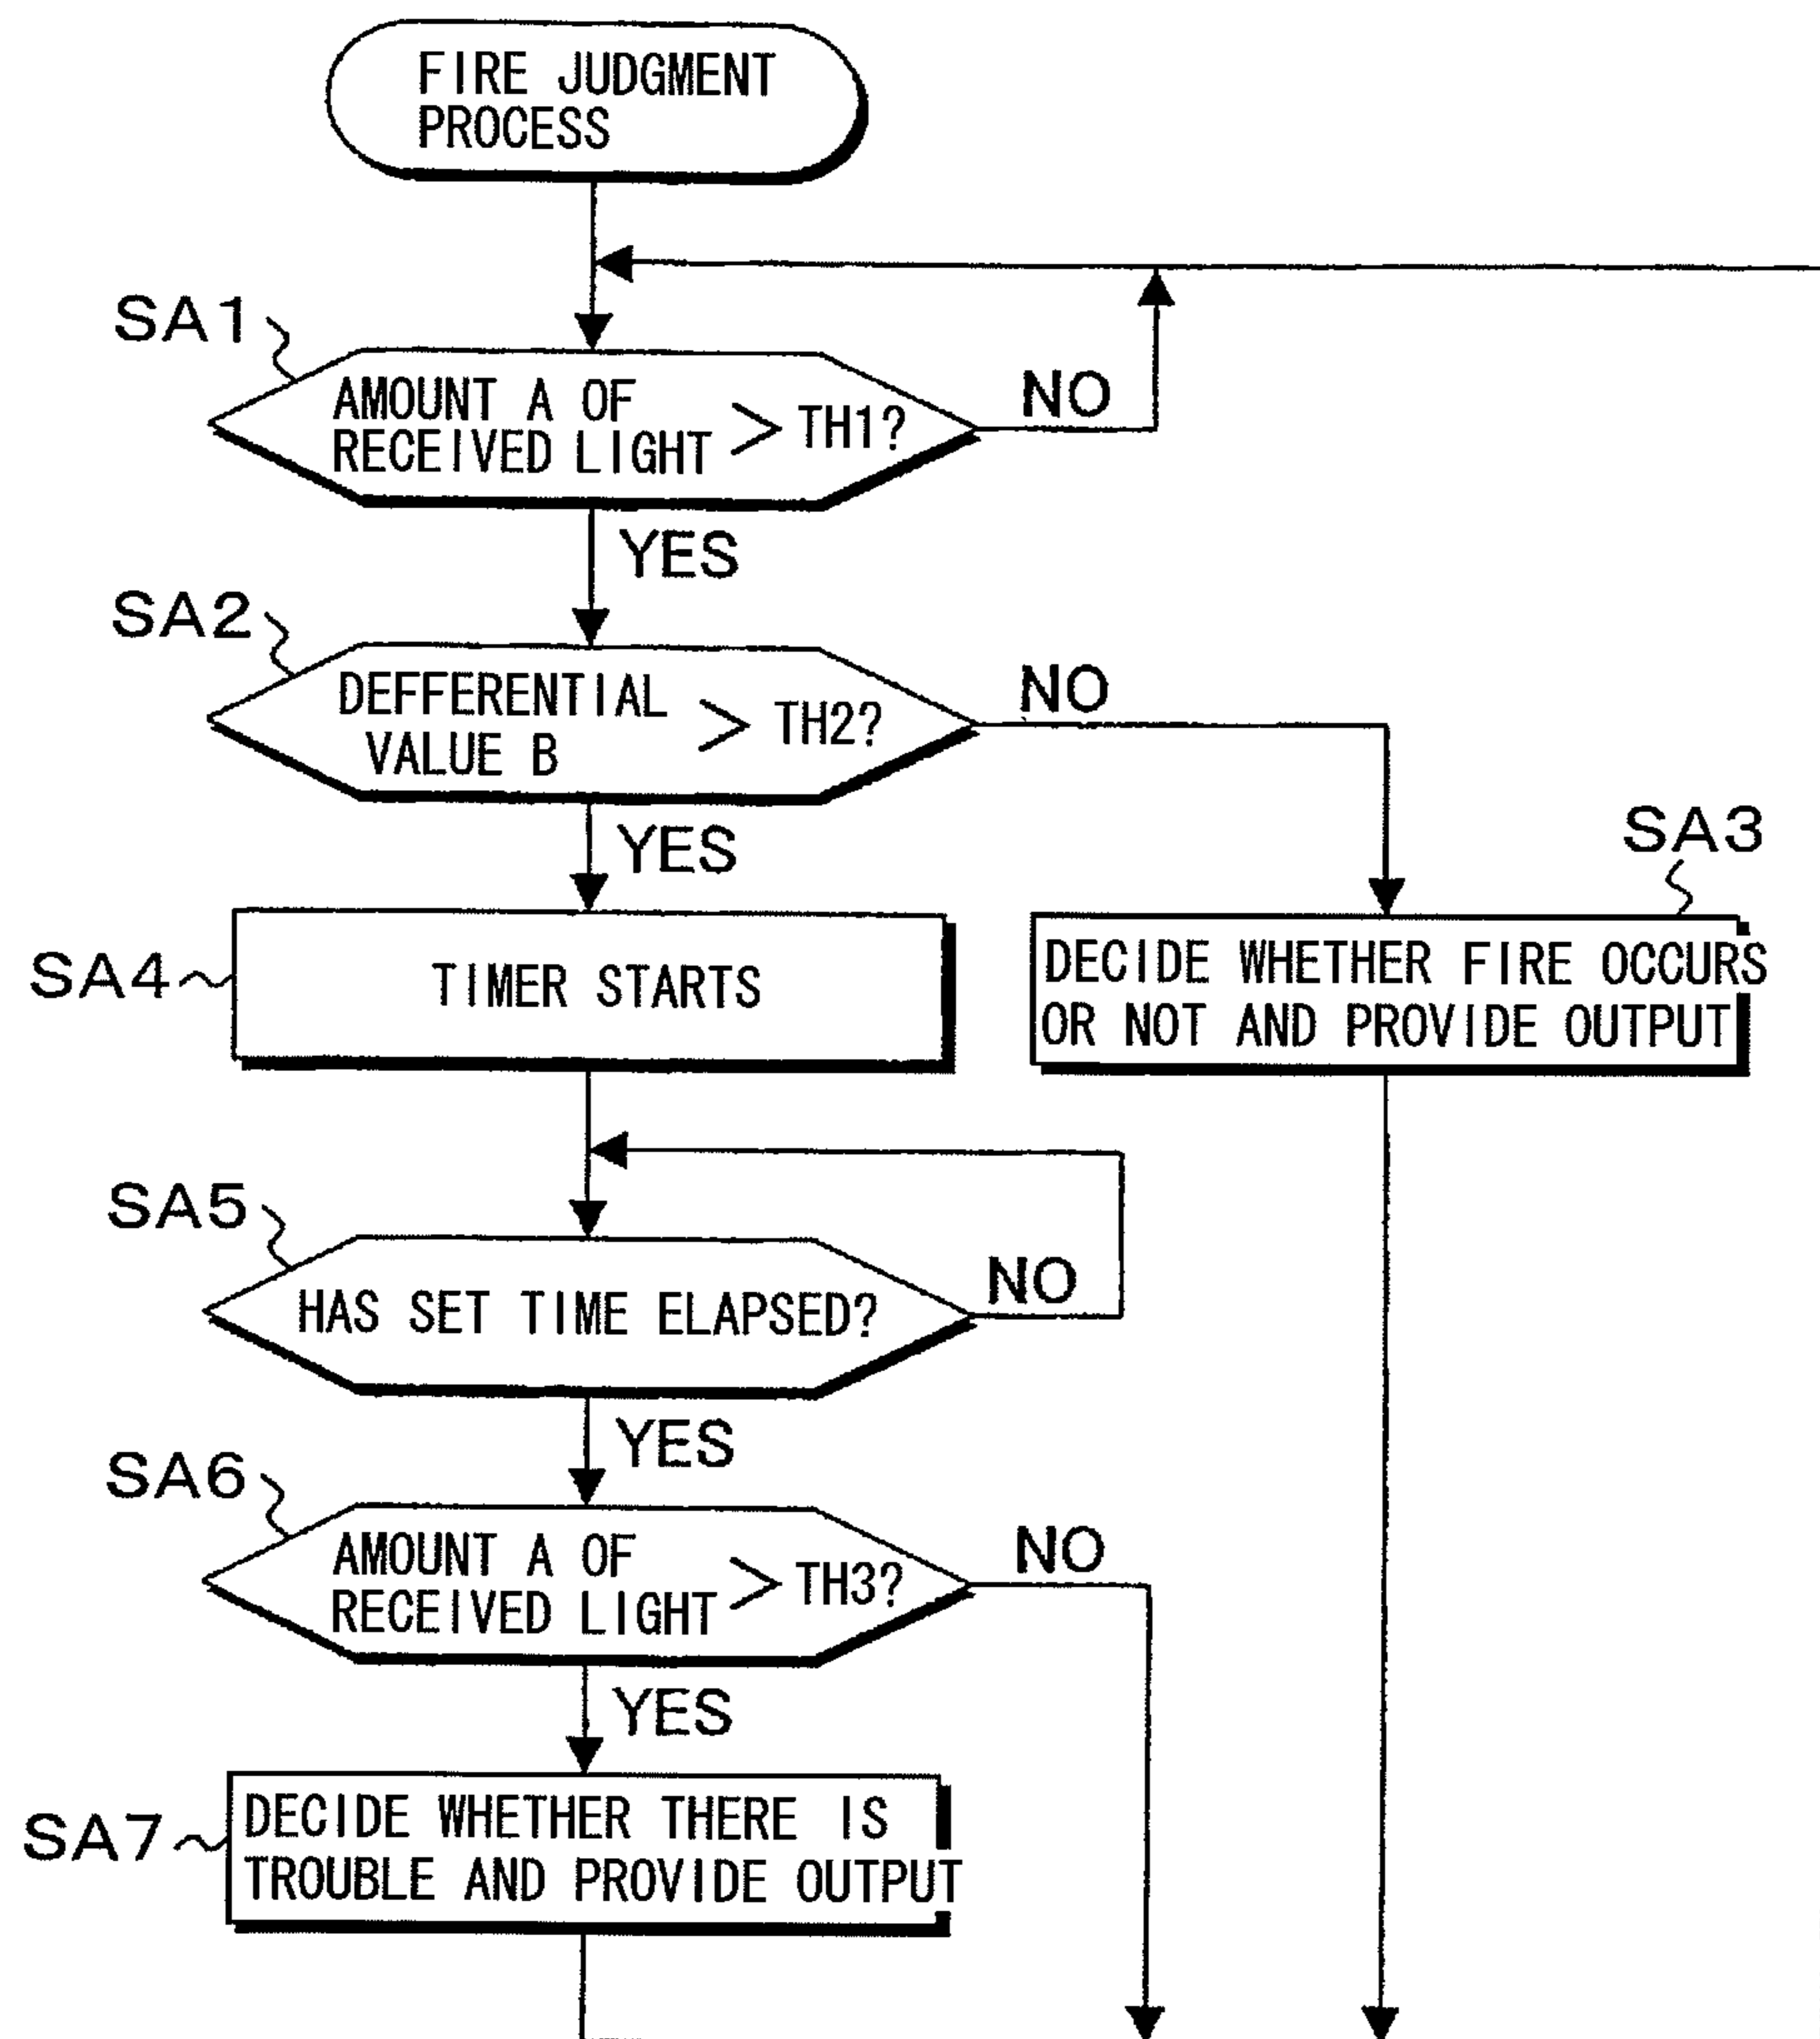 FIRE JUDGMENT
PROCESS
SA1
AMOUNT A OF
RECEIVED LIGHT > TH1?
NO
YES
SA2
DEFFERENTIAL
VALUE B > TH2?
NO
YES
SA3
SA4
TIMER STARTS
DECIDE WHETHER FIRE OCCURS
OR NOT AND PROVIDE OUTPUT
SA5
HAS SET TIME ELAPSED?
NO
YES
SA6
AMOUNT A OF
RECEIVED LIGHT > TH3?
NO
YES
SA7
DECIDE WHETHER THERE IS
TROUBLE AND PROVIDE OUTPUT